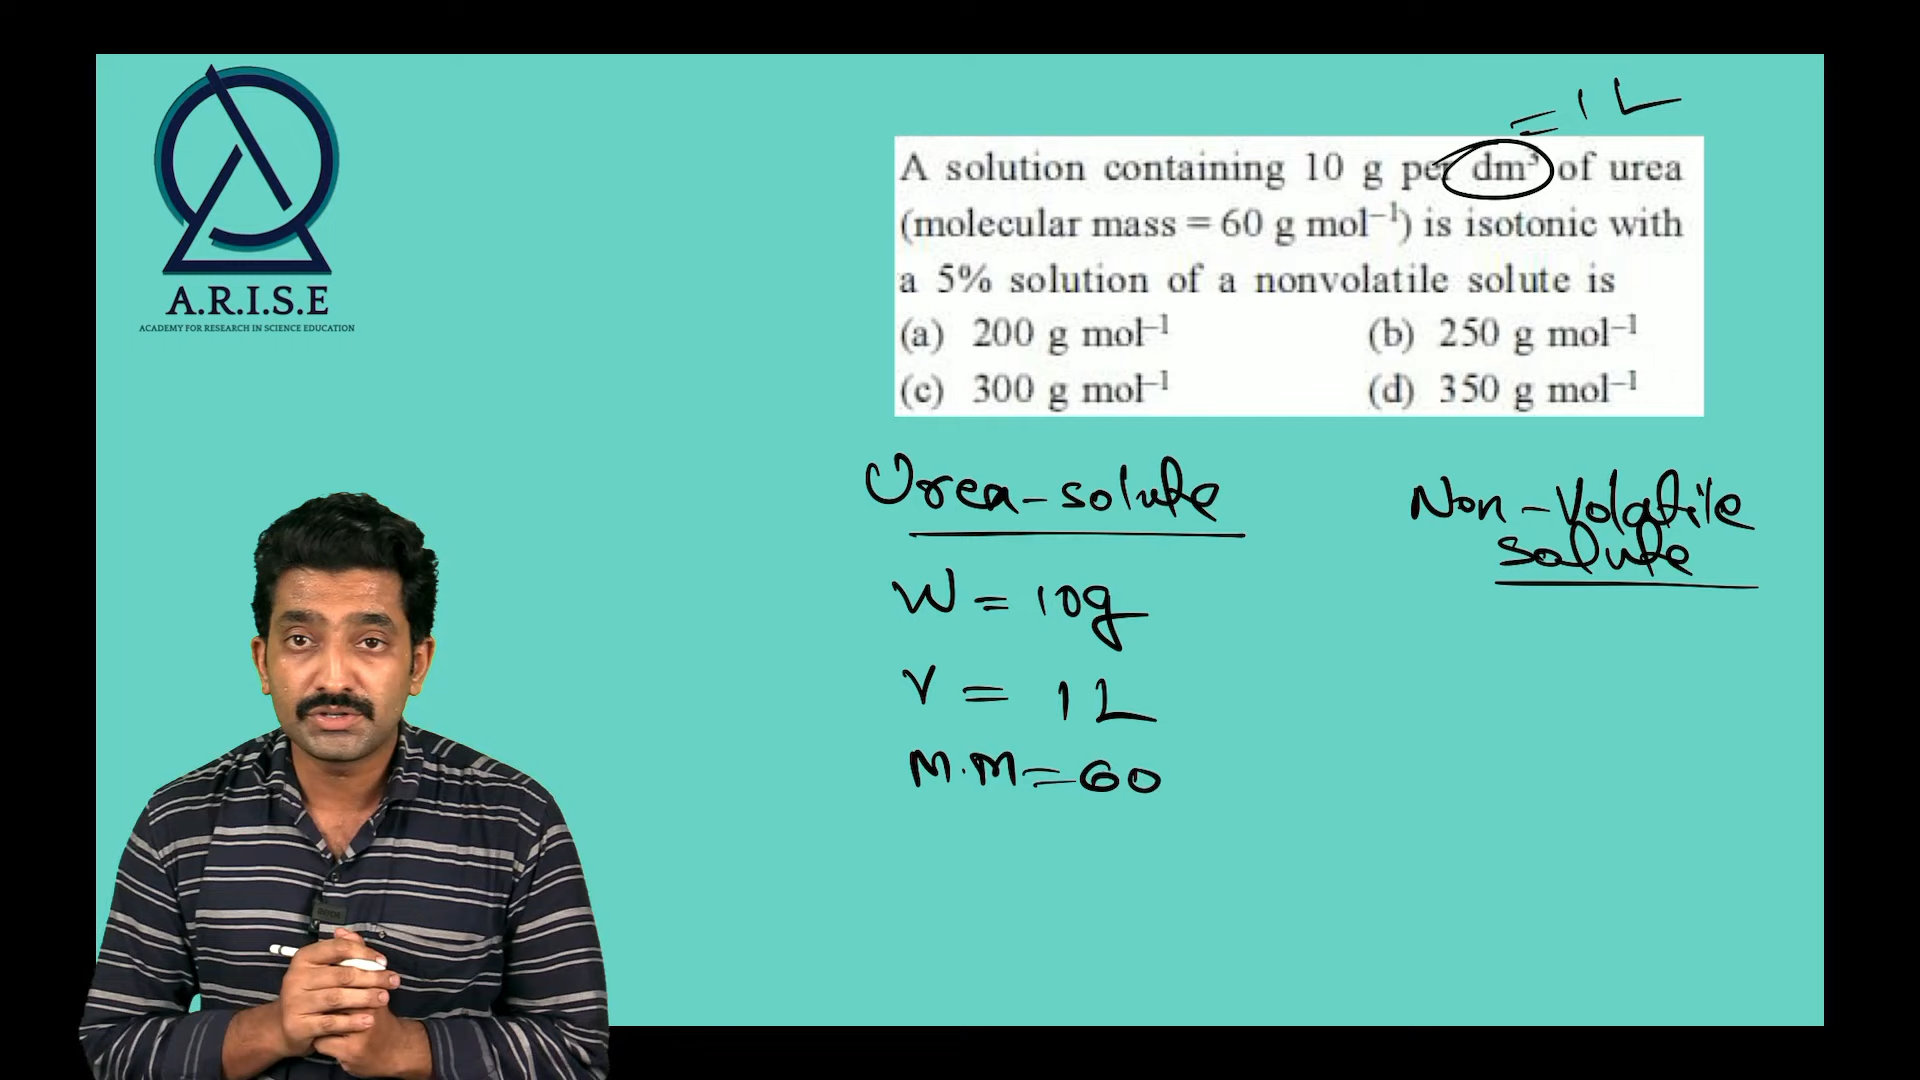 A.R.I.S.E
ACADEMY FOR RESEARCH IN SCIENCE EDUCATION
= 1 L
A solution containing 10 g per dm³ of urea
(molecular mass = 60 g mol⁻¹) is isotonic with
a 5% solution of a nonvolatile solute is
(a) 200 g mol⁻¹ (b) 250 g mol⁻¹
(c) 300 g mol⁻¹ (d) 350 g mol⁻¹
Urea-solute
W = 10g
V = 1 L
M.M = 60
Non-Volatile
solute